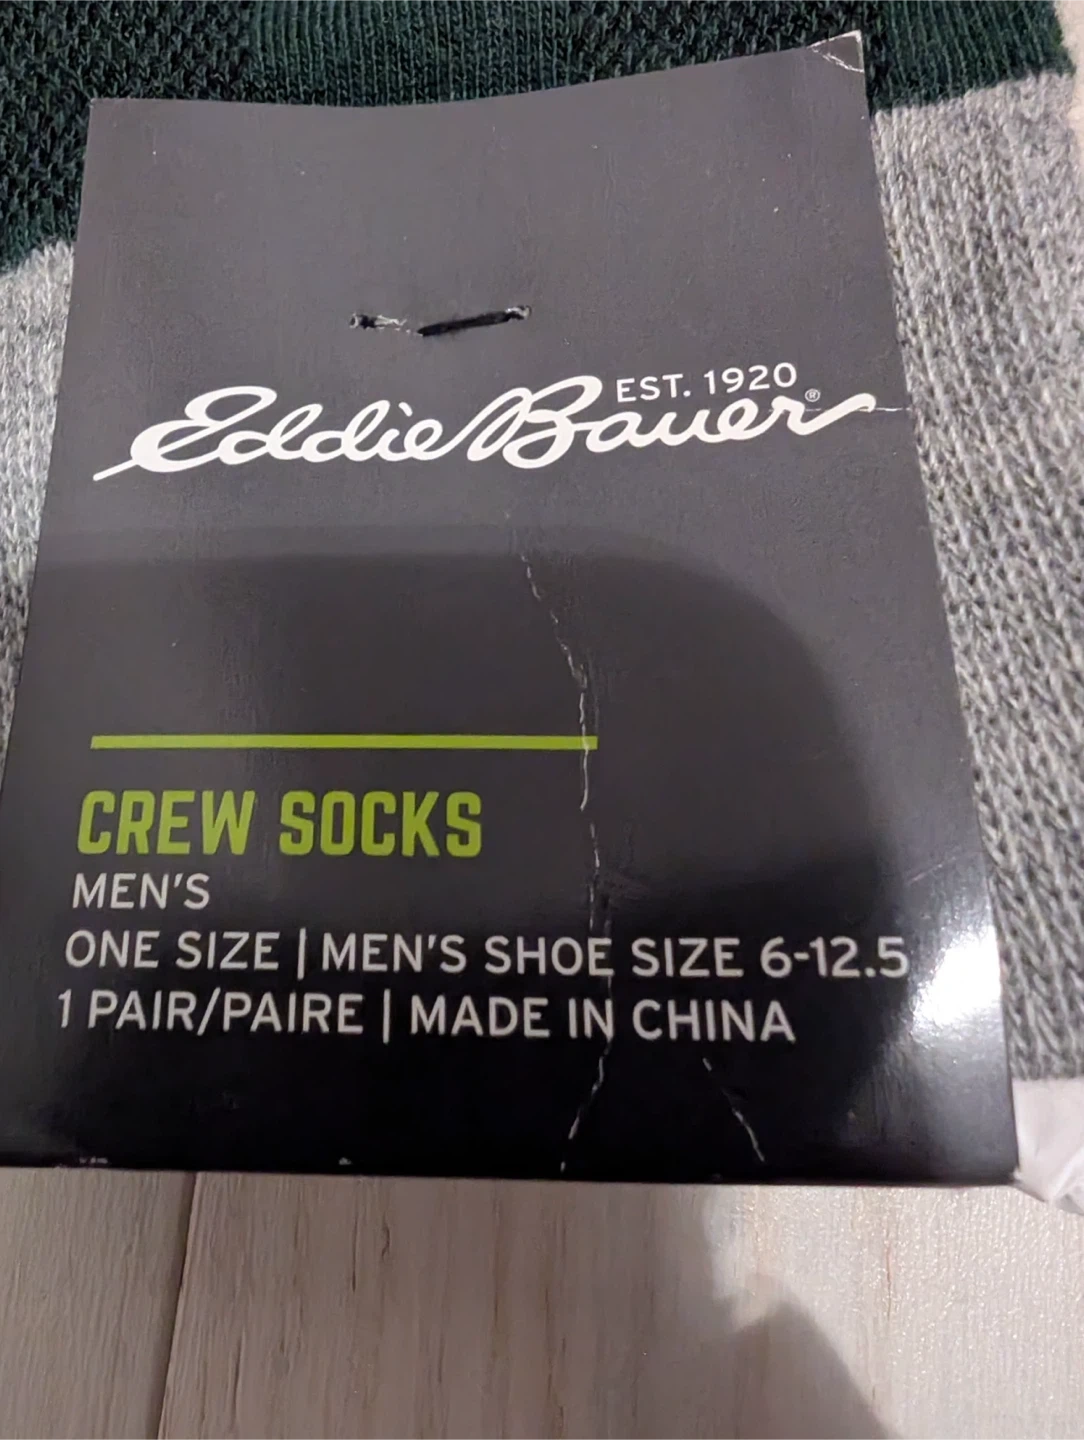 EST. 1920
Eddie Bauer®
CREW SOCKS
MEN'S
ONE SIZE | MEN'S SHOE SIZE 6-12.5
1 PAIR/PAIRE | MADE IN CHINA